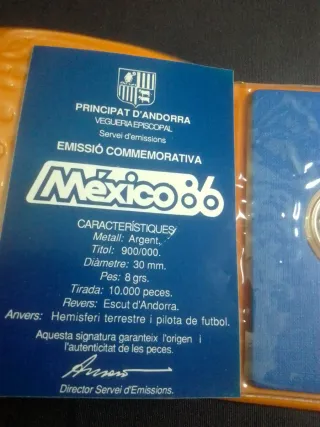 PRINCIPAT D'ANDORRA
VEGUERIA EPISCOPAL
Servei d'emissions
EMISSIÓ COMMEMORATIVA
México 86
CARACTERÍSTIQUES
Metall: Argent.
Títol: 900/000.
Diàmetre: 30 mm.
Pes: 8 grs.
Tirada: 10.000 peces.
Revers: Escut d'Andorra.
Anvers: Hemisferi terrestre i pilota de futbol.
Aquesta signatura garanteix l'origen i
l'autenticitat de les peces.
Director Servei d'Emissions.